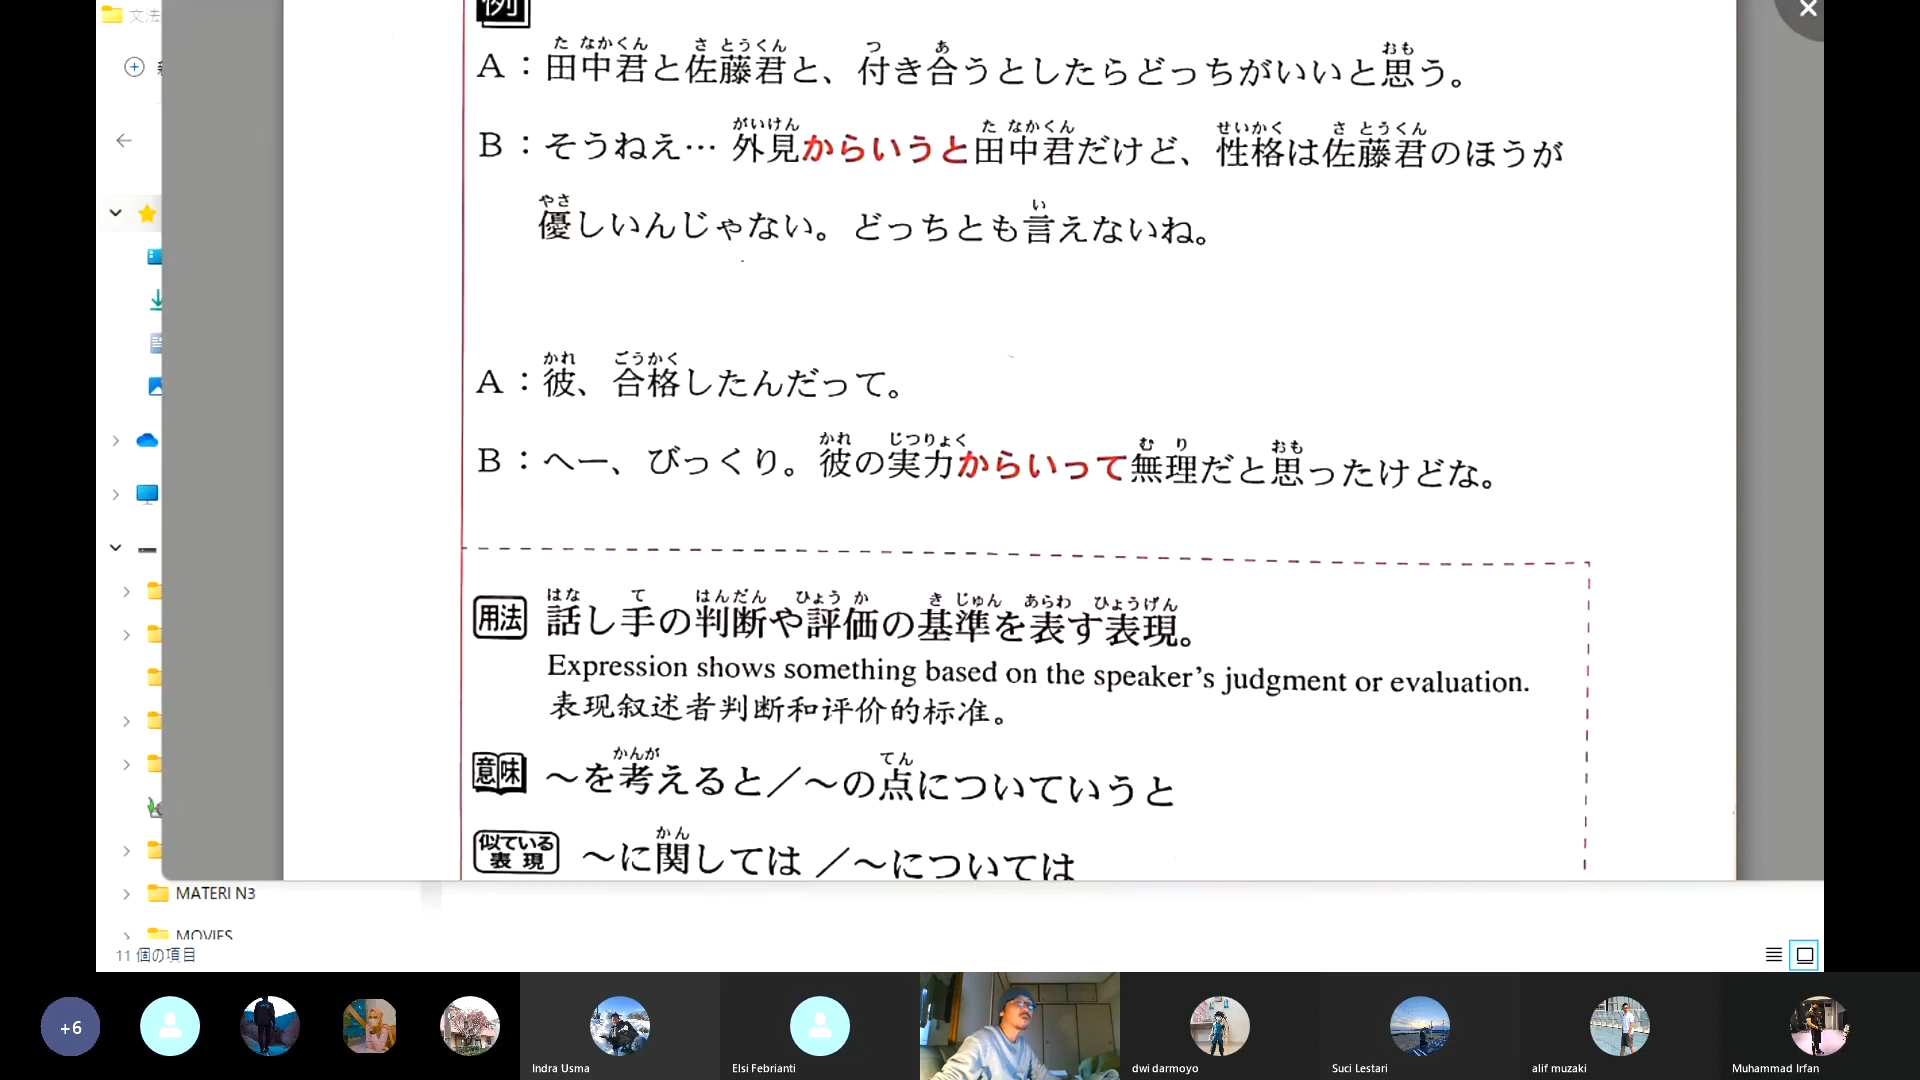 例
A：田中君と佐藤君と、付き合うとしたらどっちがいいと思う。
B：そうねえ… 外見からいうと田中君だけど、性格は佐藤君のほうが
優しいんじゃない。どっちとも言えないね。
A：彼、合格したんだって。
B：へー、びっくり。彼の実力からいって無理だと思ったけどな。
用法 話し手の判断や評価の基準を表す表現。
Expression shows something based on the speaker's judgment or evaluation.
表现叙述者判断和评价的标准。
意味 ～を考えると／～の点についていうと
似ている表現 ～に関しては／～については
文法
MATERI N3
MOVIES
11 個の項目
+6
Indra Usma
Elsi Febrianti
dwi darmoyo
Suci Lestari
alif muzaki
Muhammad Irfan